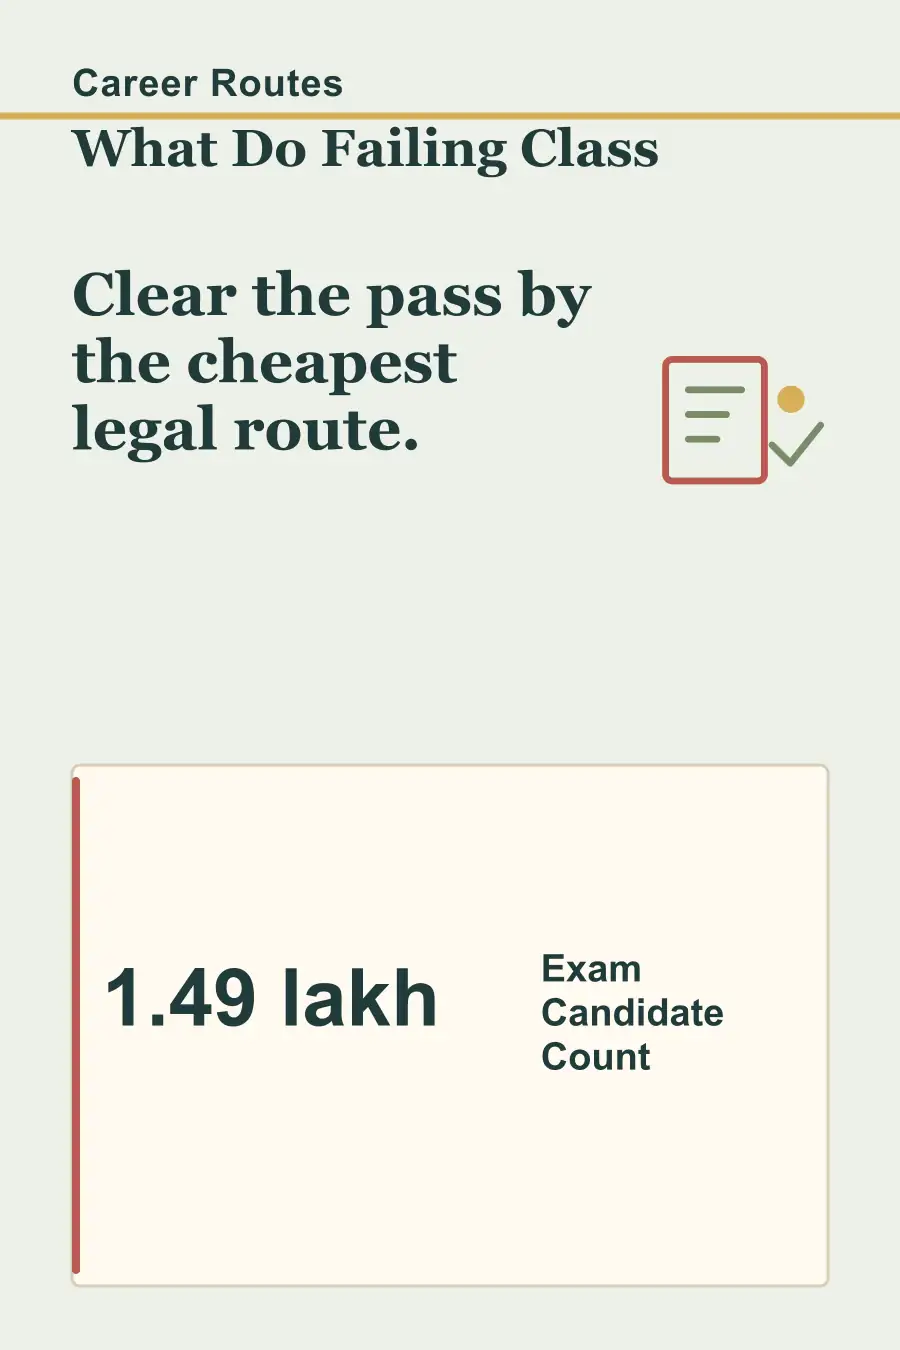 Career Routes
What Do Failing Class
Clear the pass by
the cheapest
legal route.
1.49 lakh
Exam
Candidate
Count